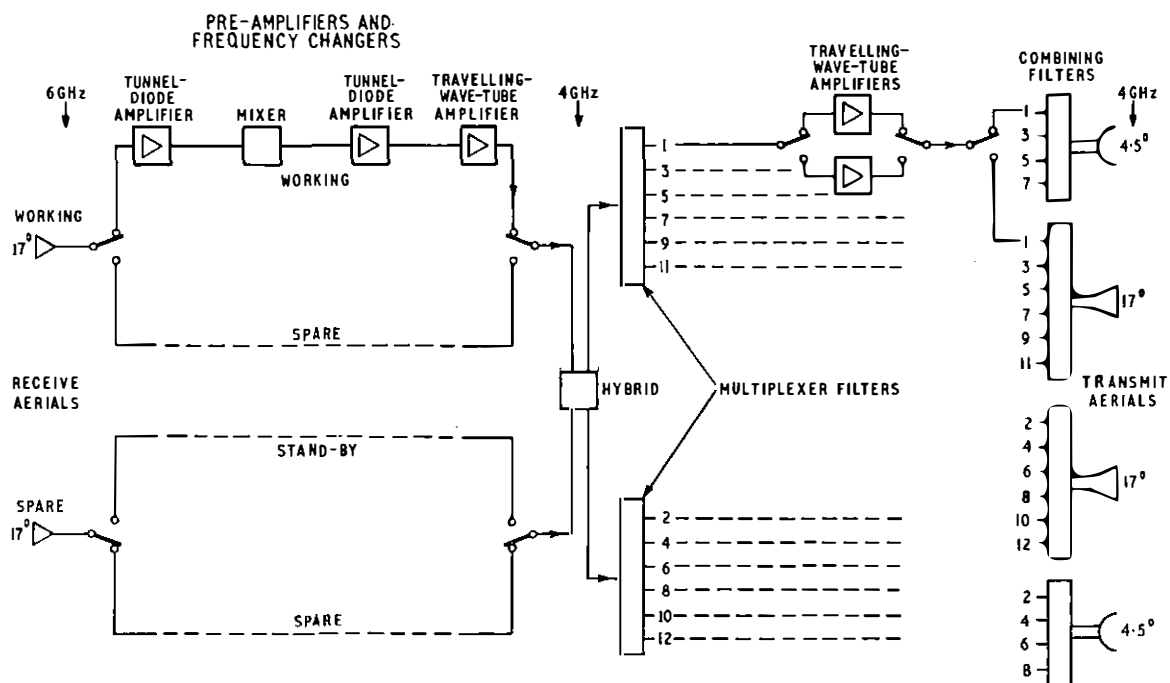 PRE-AMPLIFIERS AND
FREQUENCY CHANGERS
6GHz
TUNNEL-
DIODE
AMPLIFIER
MIXER
TUNNEL-
DIODE
AMPLIFIER
TRAVELLING-
WAVE-TUBE
AMPLIFIER
4GHz
TRAVELLING-
WAVE-TUBE
AMPLIFIERS
COMBINING
FILTERS
4GHz
WORKING
WORKING
17°
SPARE
1
3
5
7
9
11
1
3
5
7
4·5°
1
3
5
7
9
11
17°
RECEIVE
AERIALS
HYBRID
MULTIPLEXER FILTERS
TRANSMIT
AERIALS
STAND-BY
SPARE
17°
SPARE
2
4
6
8
10
12
2
4
6
8
10
12
17°
2
4
6
8
4·5°